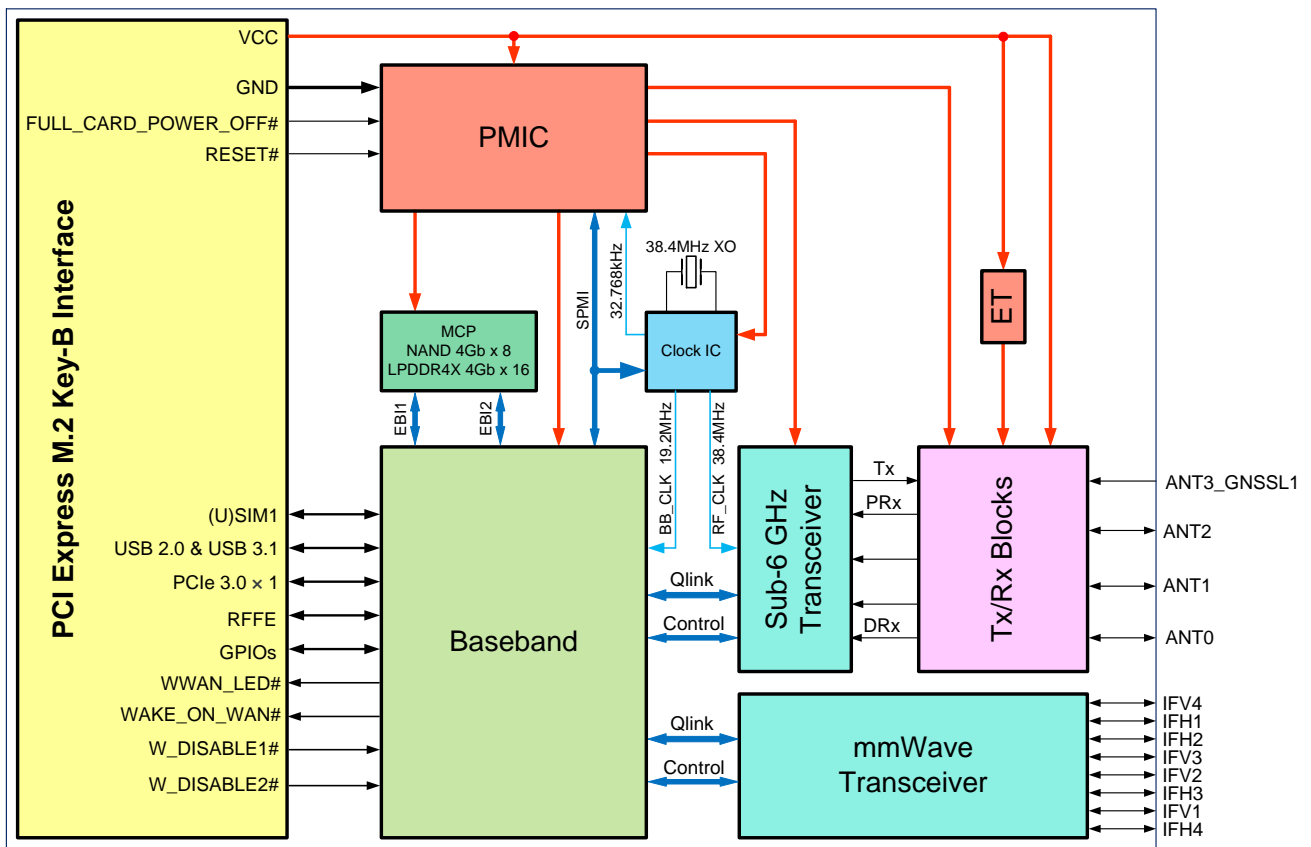 PCI Express M.2 Key-B Interface
VCC
GND
FULL_CARD_POWER_OFF#
RESET#
(U)SIM1
USB 2.0 & USB 3.1
PCIe 3.0 × 1
RFFE
GPIOs
WWAN_LED#
WAKE_ON_WAN#
W_DISABLE1#
W_DISABLE2#
PMIC
38.4MHz XO
32.768kHz
SPMI
MCP
NAND 4Gb x 8
LPDDR4X 4Gb x 16
Clock IC
ET
EBI1
EBI2
BB_CLK 19.2MHz
RF_CLK 38.4MHz
Baseband
Qlink
Control
Sub-6 GHz
Transceiver
Tx
PRx
DRx
Tx/Rx Blocks
ANT3_GNSSL1
ANT2
ANT1
ANT0
Qlink
Control
mmWave
Transceiver
IFV4
IFH1
IFH2
IFV3
IFV2
IFH3
IFV1
IFH4